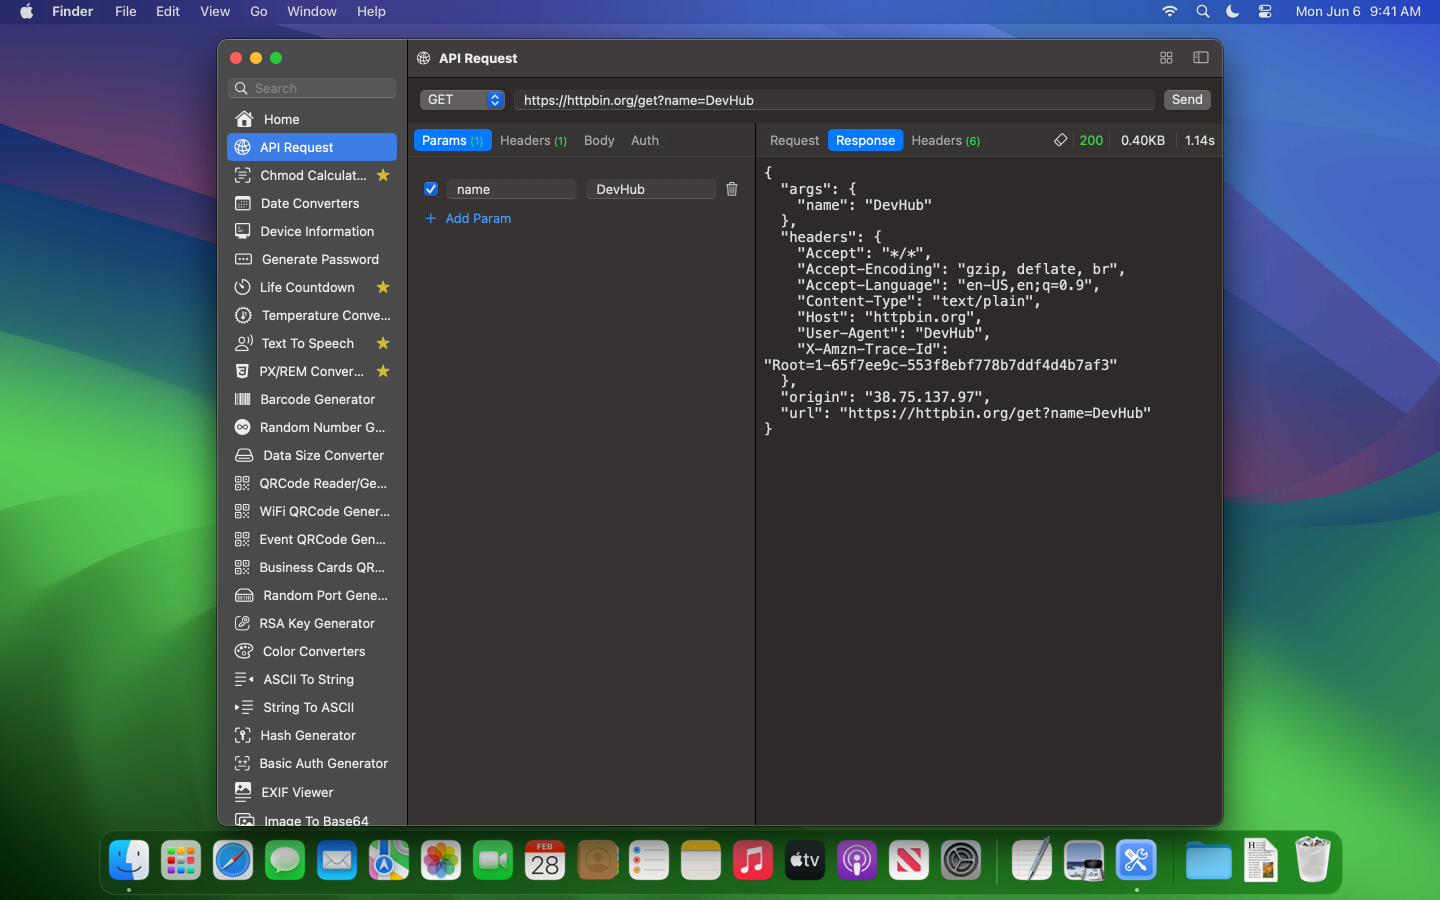 Finder File Edit View Go Window Help
Mon Jun 6 9:41 AM
Search
Home
API Request
Chmod Calculat...
Date Converters
Device Information
Generate Password
Life Countdown
Temperature Conve...
Text To Speech
PX/REM Conver...
Barcode Generator
Random Number G...
Data Size Converter
QRCode Reader/Ge...
WiFi QRCode Gener...
Event QRCode Gen...
Business Cards QR...
Random Port Gene...
RSA Key Generator
Color Converters
ASCII To String
String To ASCII
Hash Generator
Basic Auth Generator
EXIF Viewer
Image To Base64
API Request
GET https://httpbin.org/get?name=DevHub Send
Params (1) Headers (1) Body Auth
name DevHub
+ Add Param
Request Response Headers (6) 200 0.40KB 1.14s
{
"args": {
"name": "DevHub"
},
"headers": {
"Accept": "*/*",
"Accept-Encoding": "gzip, deflate, br",
"Accept-Language": "en-US,en;q=0.9",
"Content-Type": "text/plain",
"Host": "httpbin.org",
"User-Agent": "DevHub",
"X-Amzn-Trace-Id":
"Root=1-65f7ee9c-553f8ebf778b7ddf4d4b7af3"
},
"origin": "38.75.137.97",
"url": "https://httpbin.org/get?name=DevHub"
}
FEB
28
tv